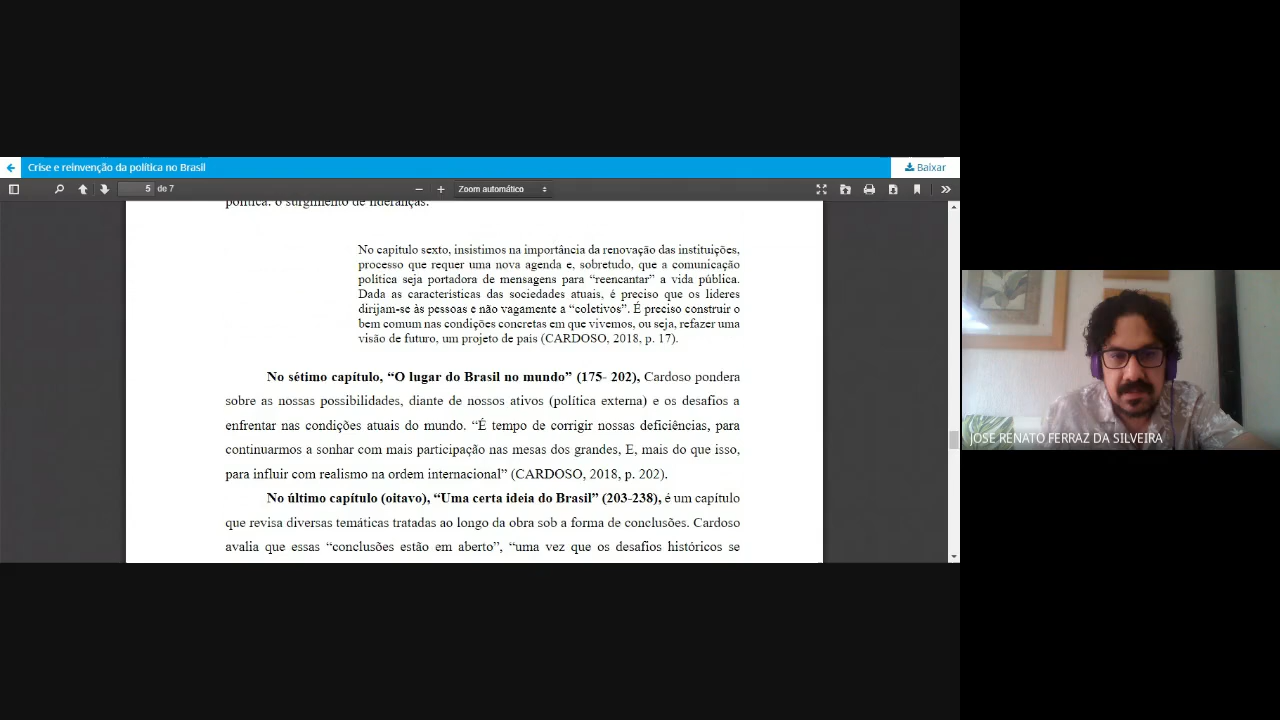 Crise e reinvenção da política no Brasil
Baixar
5 de 7
Zoom automático
política: o surgimento de lideranças.
No capítulo sexto, insistimos na importância da renovação das instituições,
processo que requer uma nova agenda e, sobretudo, que a comunicação
política seja portadora de mensagens para “reencantar” a vida pública.
Dada as características das sociedades atuais, é preciso que os líderes
dirijam-se às pessoas e não vagamente a “coletivos”. É preciso construir o
bem comum nas condições concretas em que vivemos, ou seja, refazer uma
visão de futuro, um projeto de país (CARDOSO, 2018, p. 17).
No sétimo capítulo, “O lugar do Brasil no mundo” (175- 202), Cardoso pondera
sobre as nossas possibilidades, diante de nossos ativos (política externa) e os desafios a
enfrentar nas condições atuais do mundo. “É tempo de corrigir nossas deficiências, para
continuarmos a sonhar com mais participação nas mesas dos grandes, E, mais do que isso,
para influir com realismo na ordem internacional” (CARDOSO, 2018, p. 202).
No último capítulo (oitavo), “Uma certa ideia do Brasil” (203-238), é um capítulo
que revisa diversas temáticas tratadas ao longo da obra sob a forma de conclusões. Cardoso
avalia que essas “conclusões estão em aberto”, “uma vez que os desafios históricos se
JOSE RENATO FERRAZ DA SILVEIRA